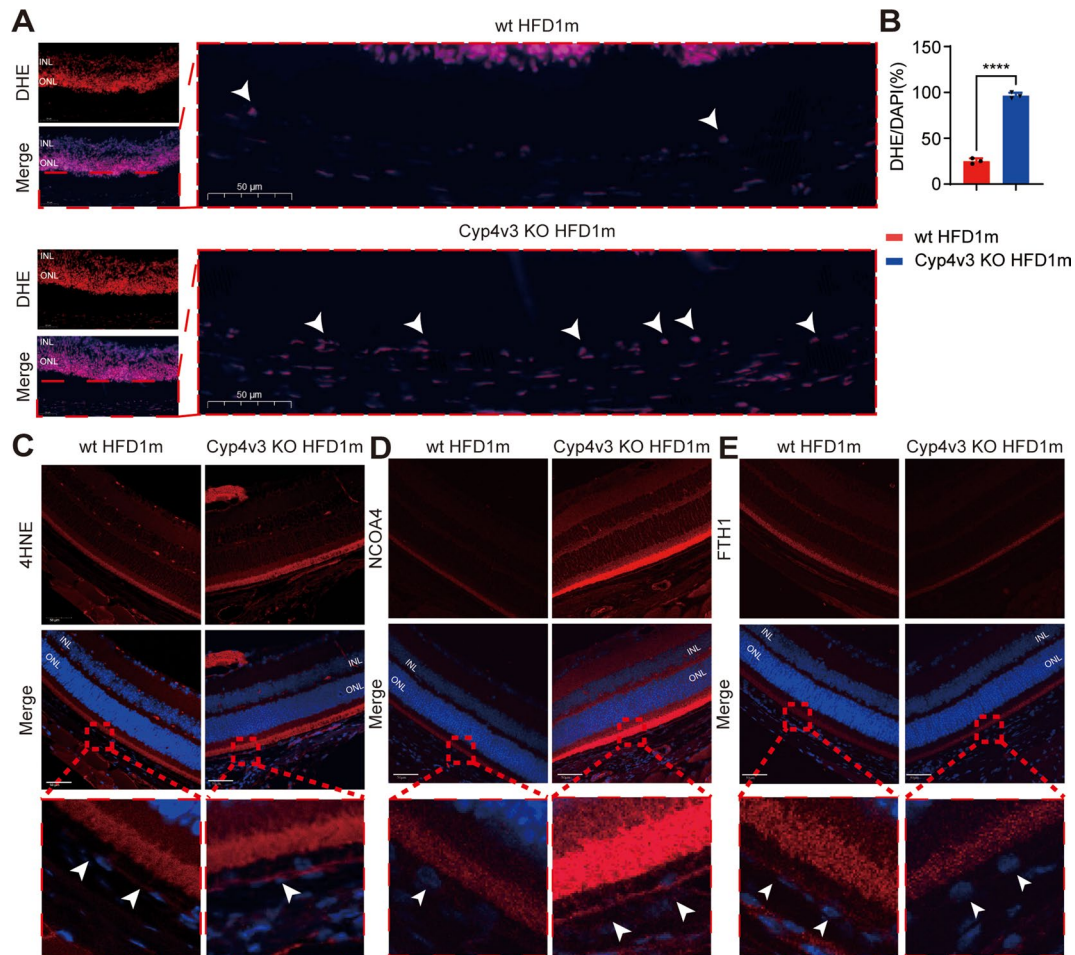 A
wt HFD1m
DHE
INL
ONL
Merge
INL
ONL
50 μm
Cyp4v3 KO HFD1m
DHE
INL
ONL
Merge
INL
ONL
50 μm
B
DHE/DAPI(%)
150
100
50
0
****
wt HFD1m
Cyp4v3 KO HFD1m
C
wt HFD1m
Cyp4v3 KO HFD1m
4HNE
Merge
INL
ONL
INL
ONL
D
wt HFD1m
Cyp4v3 KO HFD1m
NCOA4
Merge
INL
ONL
INL
ONL
E
wt HFD1m
Cyp4v3 KO HFD1m
FTH1
Merge
INL
ONL
INL
ONL